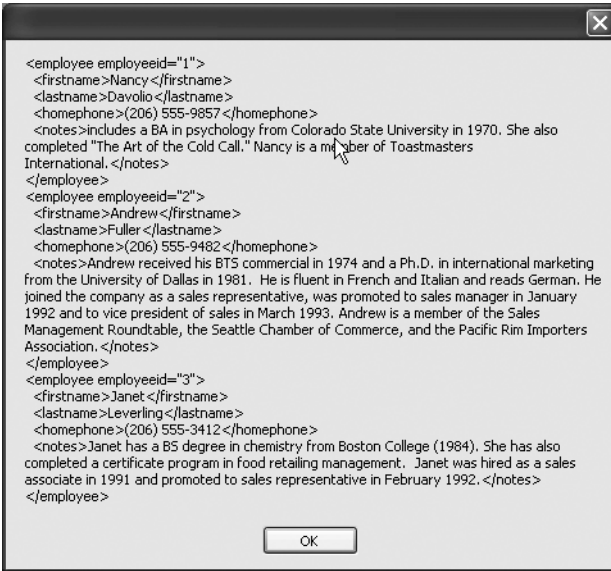 <employee employeeid="1">
<firstname>Nancy</firstname>
<lastname>Davolio</lastname>
<homephone>(206) 555-9857</homephone>
<notes>includes a BA in psychology from Colorado State University in 1970. She also
completed "The Art of the Cold Call." Nancy is a member of Toastmasters
International.</notes>
</employee>
<employee employeeid="2">
<firstname>Andrew</firstname>
<lastname>Fuller</lastname>
<homephone>(206) 555-9482</homephone>
<notes>Andrew received his BTS commercial in 1974 and a Ph.D. in international marketing
from the University of Dallas in 1981.  He is fluent in French and Italian and reads German. He
joined the company as a sales representative, was promoted to sales manager in January
1992 and to vice president of sales in March 1993. Andrew is a member of the Sales
Management Roundtable, the Seattle Chamber of Commerce, and the Pacific Rim Importers
Association.</notes>
</employee>
<employee employeeid="3">
<firstname>Janet</firstname>
<lastname>Leverling</lastname>
<homephone>(206) 555-3412</homephone>
<notes>Janet has a BS degree in chemistry from Boston College (1984). She has also
completed a certificate program in food retailing management.  Janet was hired as a sales
associate in 1991 and promoted to sales representative in February 1992.</notes>
</employee>
OK